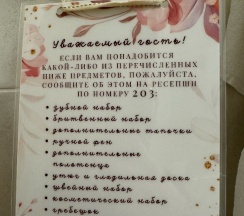 Уважаемый гость!
ЕСЛИ ВАМ ПОНАДОБИТСЯ
КАКОЙ-ЛИБО ИЗ ПЕРЕЧИСЛЕННЫХ
НИЖЕ ПРЕДМЕТОВ, ПОЖАЛУЙСТА,
СООБЩИТЕ ОБ ЭТОМ НА РЕСЕПШН
ПО НОМЕРУ 203:
• зубной набор
• бритвенный набор
• дополнительные тапочки
• ручной фен
• дополнительные
полотенца
• утюг и гладильная доска
• швейный набор
• косметический набор
• гребешок